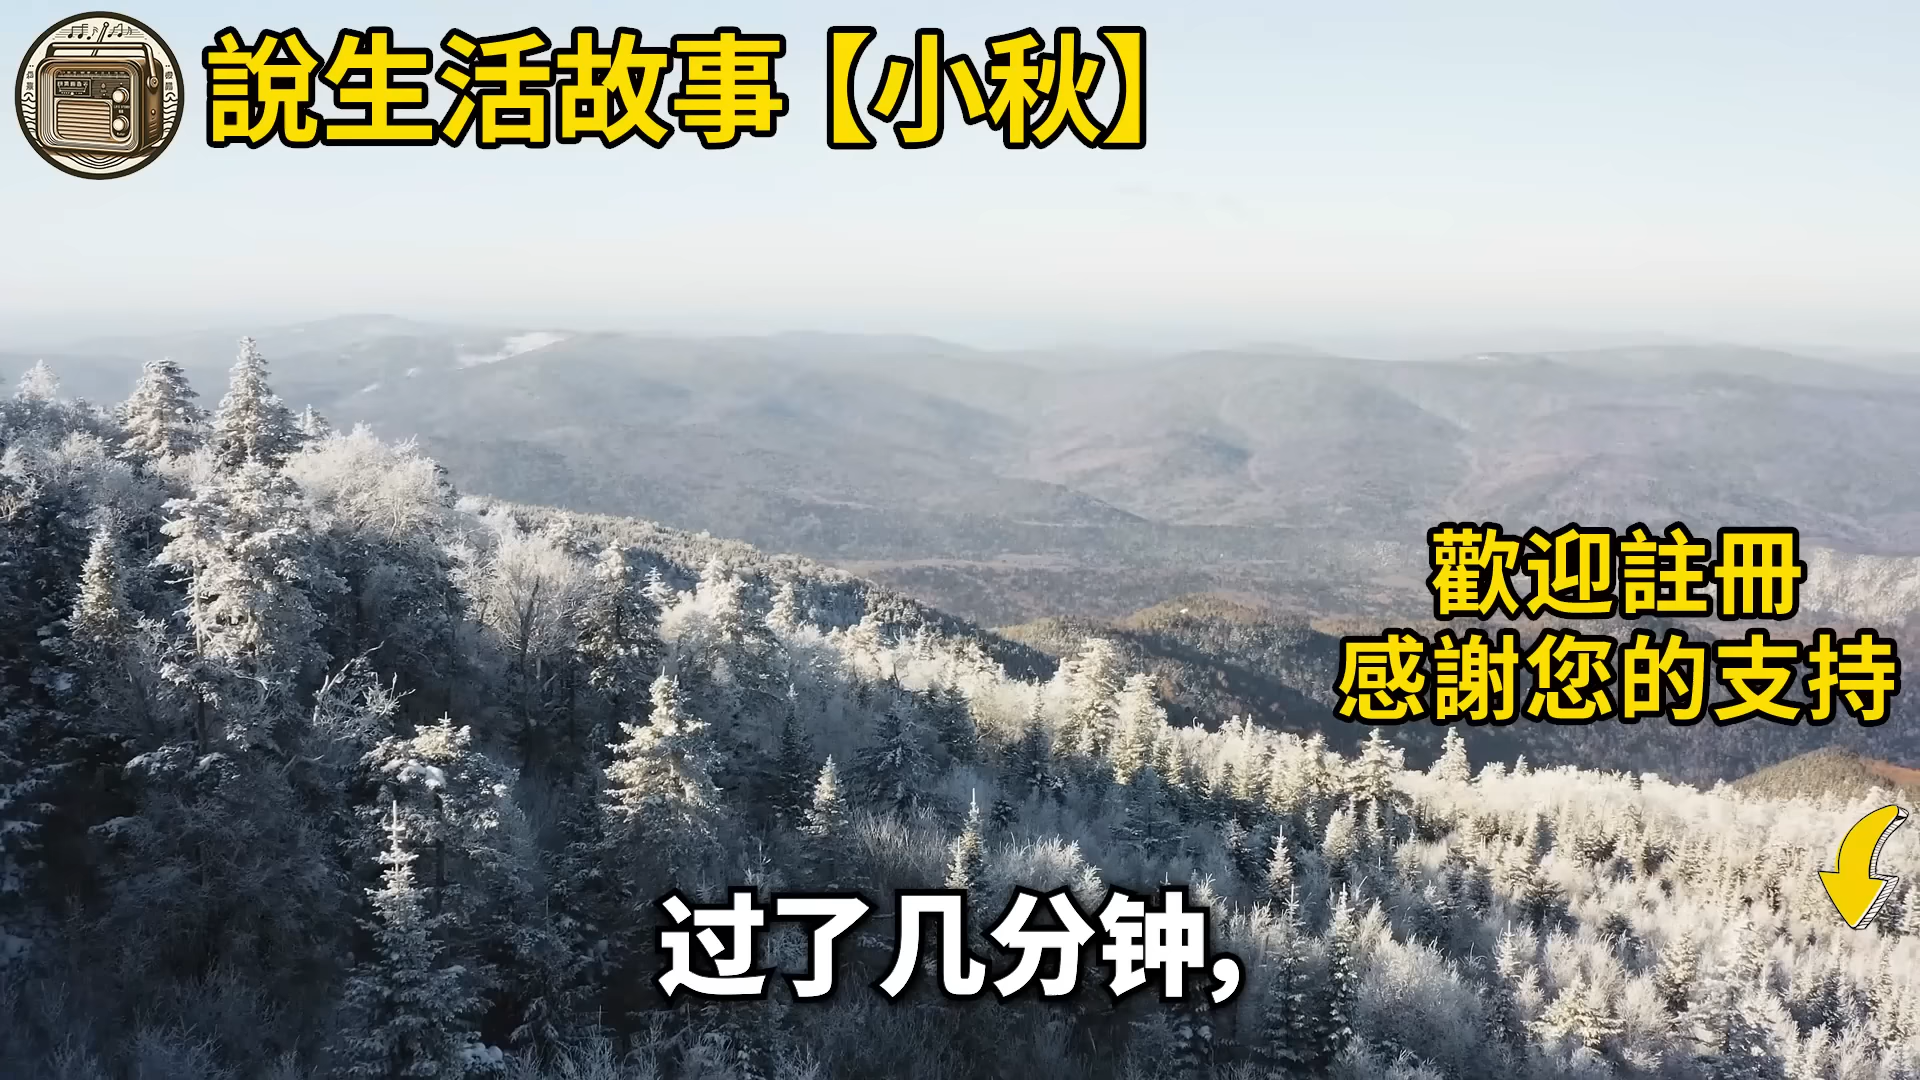 說生活故事【小秋】
歡迎註冊
感謝您的支持
过了几分钟,